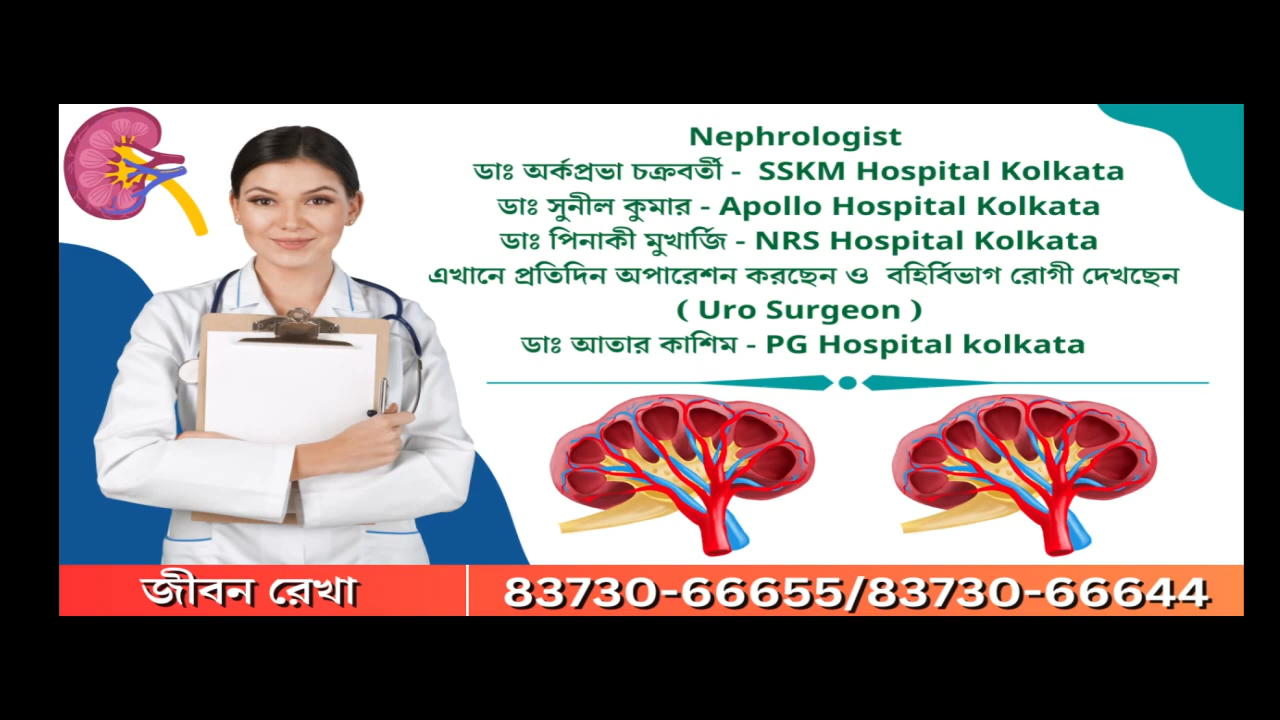 Nephrologist
ডাঃ অর্কপ্রভা চক্রবর্তী - SSKM Hospital Kolkata
ডাঃ সুনীল কুমার - Apollo Hospital Kolkata
ডাঃ পিনাকী মুখার্জি - NRS Hospital Kolkata
এখানে প্রতিদিন অপারেশন করছেন ও বহির্বিভাগ রোগী দেখছেন
( Uro Surgeon )
ডাঃ আতার কাশিম - PG Hospital kolkata
জীবন রেখা
83730-66655/83730-66644